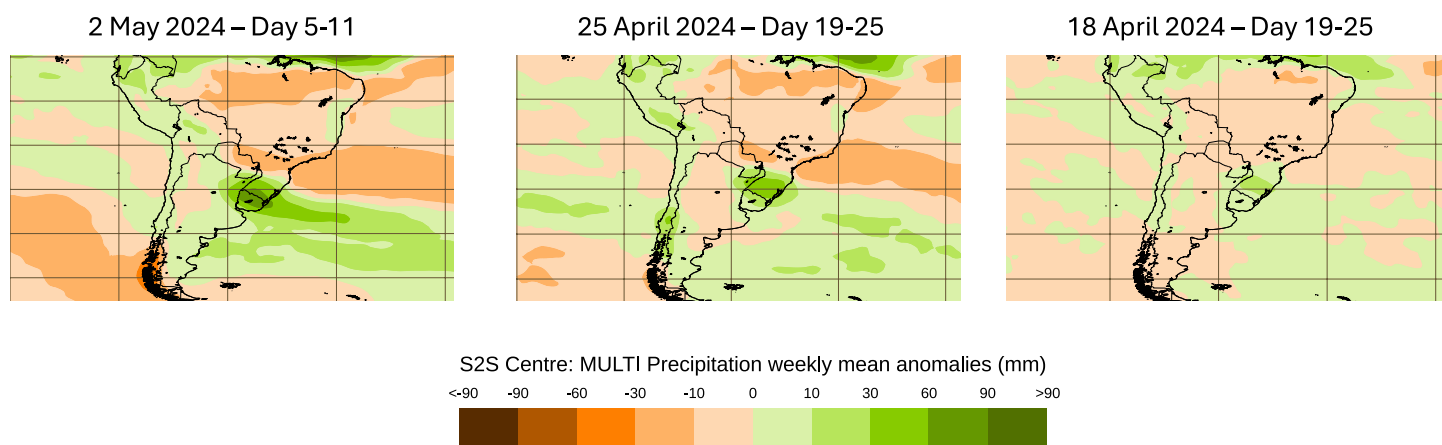 2 May 2024 – Day 5-11
25 April 2024 – Day 19-25
18 April 2024 – Day 19-25
S2S Centre: MULTI Precipitation weekly mean anomalies (mm)
<-90 -90 -60 -30 -10 0 10 30 60 90 >90